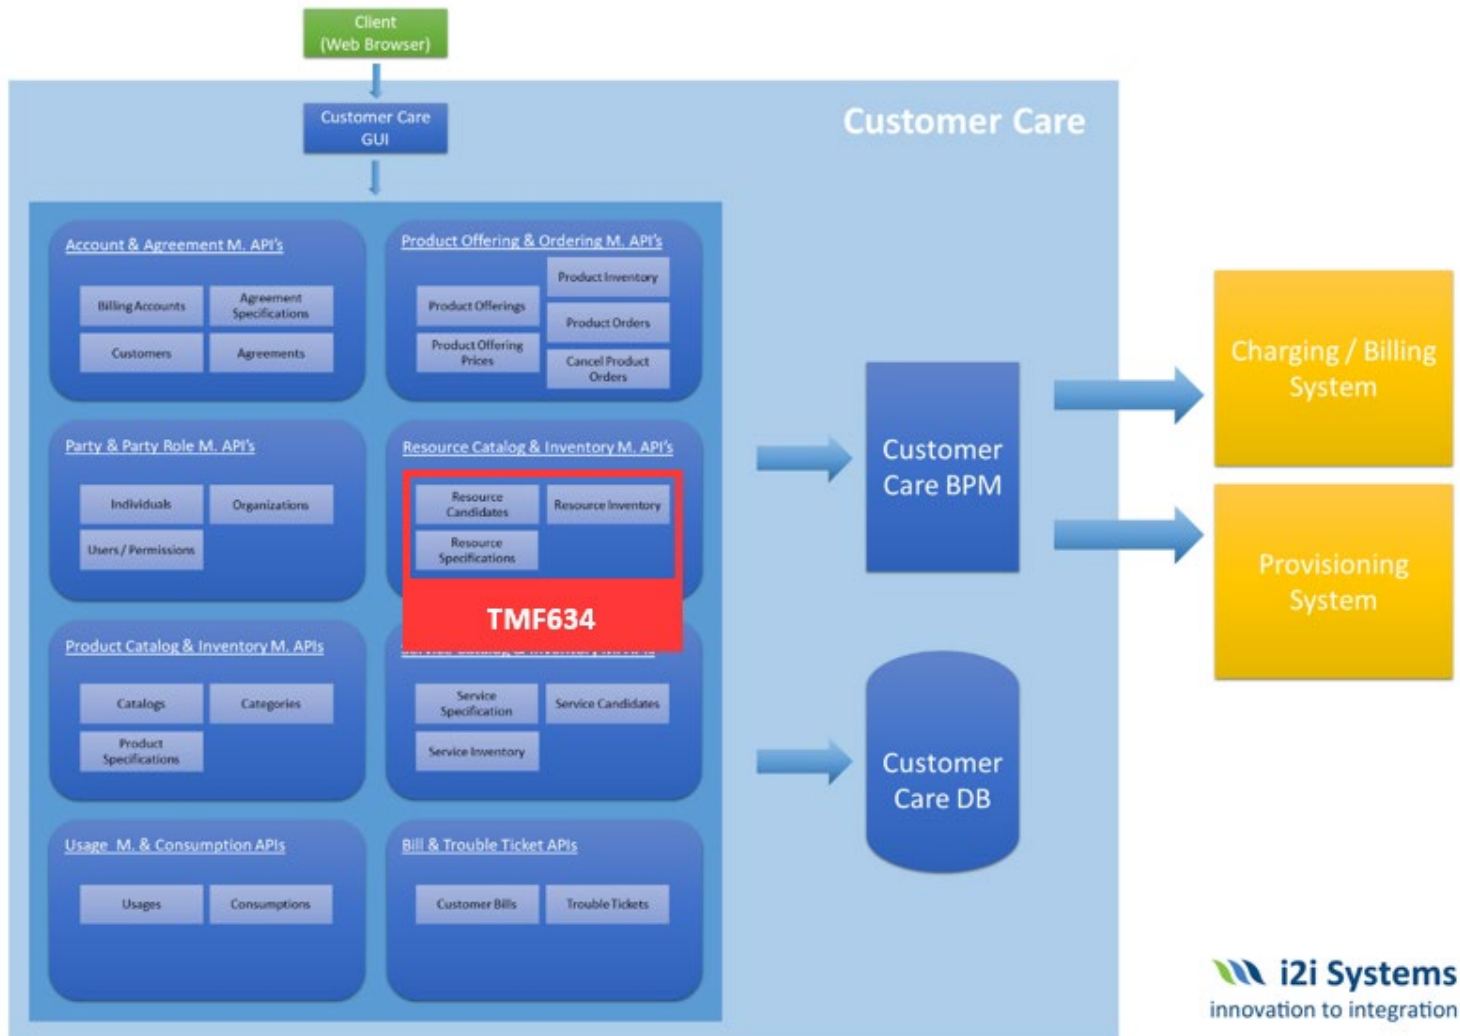 Client
(Web Browser)
Customer Care
GUI
Customer Care
Account & Agreement M. API's
Billing Accounts
Agreement
Specifications
Customers
Agreements
Product Offering & Ordering M. API's
Product Inventory
Product Offerings
Product Orders
Product Offering
Prices
Cancel Product
Orders
Party & Party Role M. API's
Individuals
Organizations
Users / Permissions
Resource Catalog & Inventory M. API's
Resource
Candidates
Resource Inventory
Resource
Specifications
TMF634
Product Catalog & Inventory M. APIs
Catalogs
Categories
Product
Specifications
Service Catalog & Inventory M. APIs
Service
Specification
Service Candidates
Service Inventory
Usage M. & Consumption APIs
Usages
Consumptions
Bill & Trouble Ticket APIs
Customer Bills
Trouble Tickets
Customer
Care BPM
Customer
Care DB
Charging / Billing
System
Provisioning
System
i2i Systems
innovation to integration